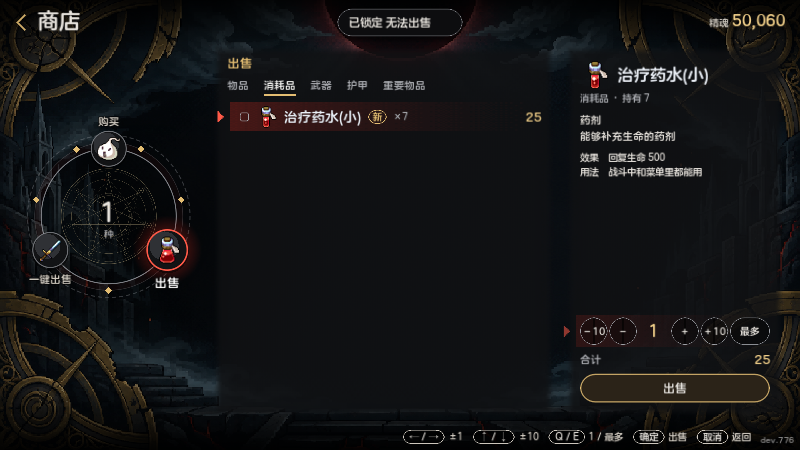 商店
已锁定 无法出售
精魂 50,060
购买
1
种
一键出售
出售
出售
物品 消耗品 武器 护甲 重要物品
治疗药水(小) 新 ×7 25
治疗药水(小)
消耗品 · 持有 7
药剂
能够补充生命的药剂
效果 回复生命 500
用法 战斗中和菜单里都能用
-10 - 1 + +10 最多
合计 25
出售
←/→ ±1 ↑/↓ ±10 Q/E 1/最多 确定 出售 取消 返回
dev.776